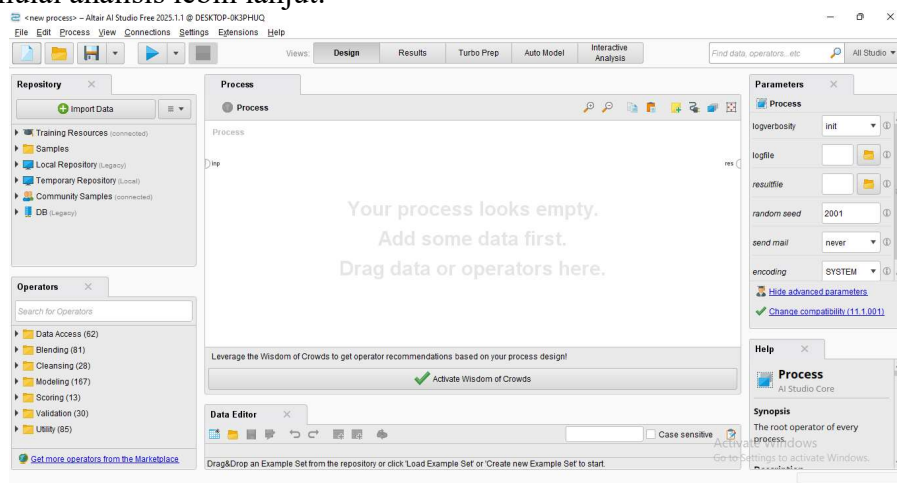 mulai analisis lebih lanjut.
<new process> – Altair AI Studio Free 2025.1.1 @ DESKTOP-0K3PHUQ
File Edit Process View Connections Settings Extensions Help
Views: Design Results Turbo Prep Auto Model Interactive Analysis Find data, operators...etc All Studio
Repository
Import Data
Training Resources (connected)
Samples
Local Repository (Legacy)
Temporary Repository (Local)
Community Samples (connected)
DB (Legacy)
Operators
Search for Operators
Data Access (62)
Blending (81)
Cleansing (28)
Modeling (167)
Scoring (13)
Validation (30)
Utility (85)
Get more operators from the Marketplace
Process
Process
Process
inp
res
Your process looks empty.
Add some data first.
Drag data or operators here.
Leverage the Wisdom of Crowds to get operator recommendations based on your process design!
Activate Wisdom of Crowds
Data Editor
Case sensitive
Drag&Drop an Example Set from the repository or click 'Load Example Set' or 'Create new Example Set' to start.
Parameters
Process
logverbosity init
logfile
resultfile
random seed 2001
send mail never
encoding SYSTEM
Hide advanced parameters
Change compatibility (11.1.001)
Help
Process
AI Studio Core
Synopsis
The root operator of every
process.
Description
Activate Windows
Go to Settings to activate Windows.